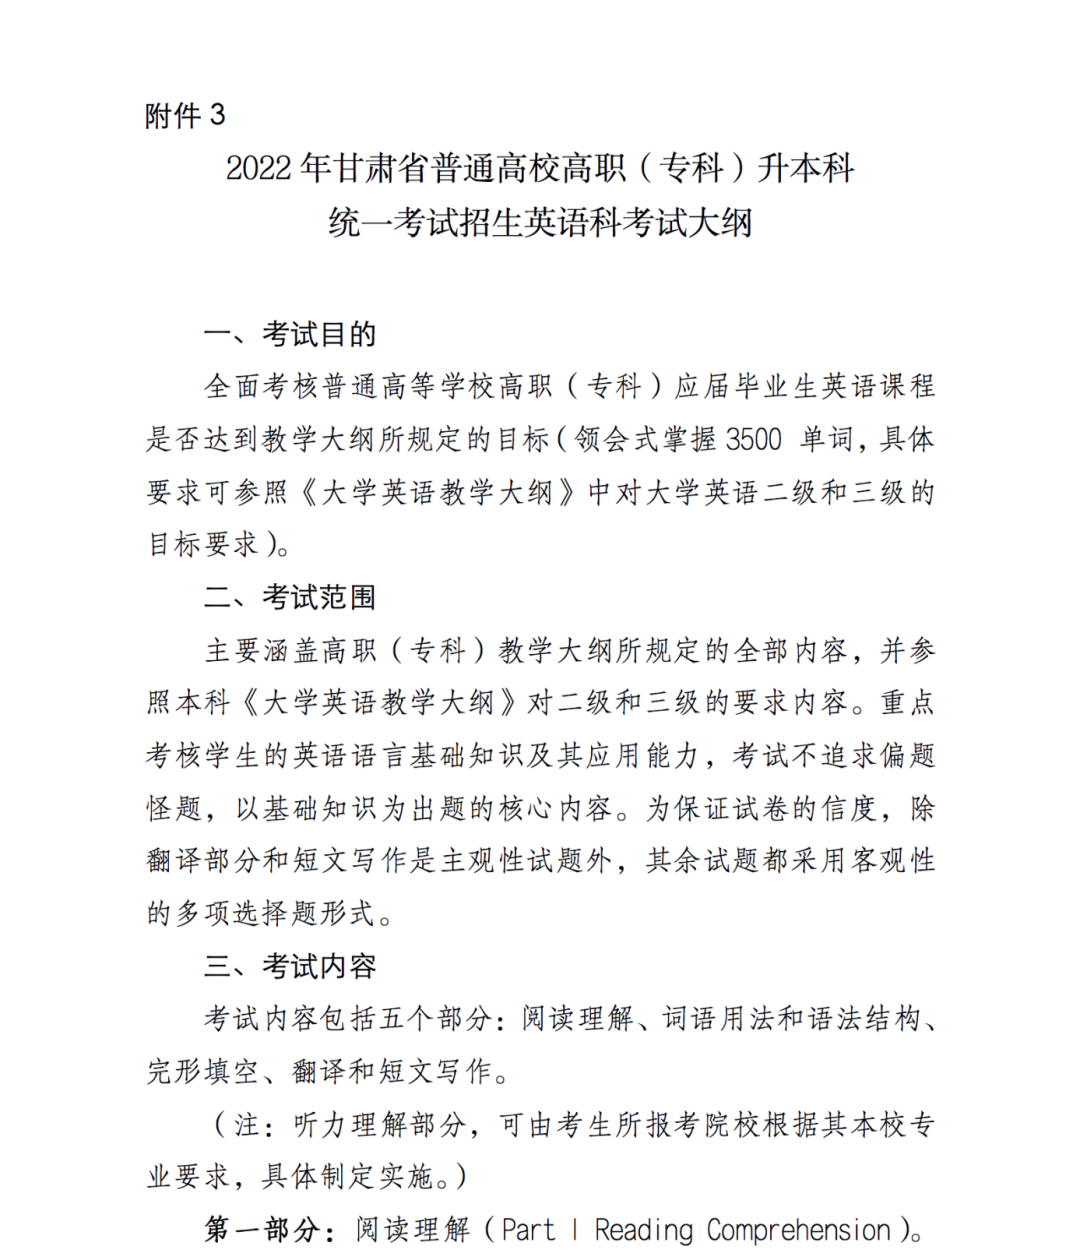 附件 3
2022 年甘肃省普通高校高职（专科）升本科
统一考试招生英语科考试大纲
一、考试目的
全面考核普通高等学校高职（专科）应届毕业生英语课程
是否达到教学大纲所规定的目标（领会式掌握 3500 单词，具体
要求可参照《大学英语教学大纲》中对大学英语二级和三级的
目标要求）。
二、考试范围
主要涵盖高职（专科）教学大纲所规定的全部内容，并参
照本科《大学英语教学大纲》对二级和三级的要求内容。重点
考核学生的英语语言基础知识及其应用能力，考试不追求偏题
怪题，以基础知识为出题的核心内容。为保证试卷的信度，除
翻译部分和短文写作是主观性试题外，其余试题都采用客观性
的多项选择题形式。
三、考试内容
考试内容包括五个部分：阅读理解、词语用法和语法结构、
完形填空、翻译和短文写作。
（注：听力理解部分，可由考生所报考院校根据其本校专
业要求，具体制定实施。）
第一部分：阅读理解（Part I Reading Comprehension）。